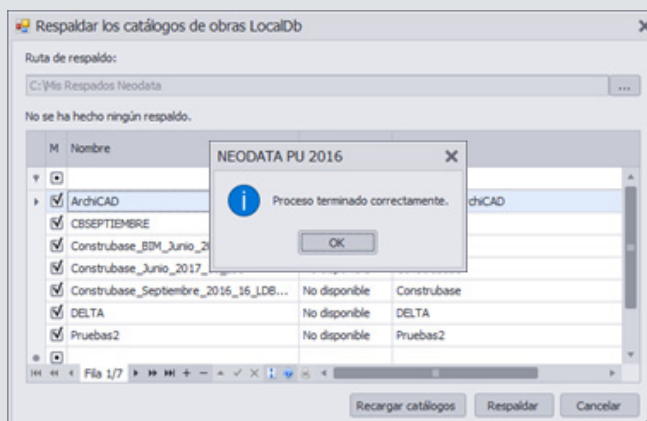 Respaldar los catálogos de obras LocalDb
Ruta de respaldo:
C:\Mis Respados Neodata
...
No se ha hecho ningún respaldo.
M Nombre
NEODATA PU 2016
Proceso terminado correctamente.
OK
ArchiCAD
rchiCAD
CBSEPTIEMBRE
Construbase_BIM_Junio_20
Construbase_Junio_2017_
Construbase_Septiembre_2016_16_LDB... No disponible Construbase
DELTA No disponible DELTA
Pruebas2 No disponible Pruebas2
Fila 1/7
Recargar catálogos Respaldar Cancelar